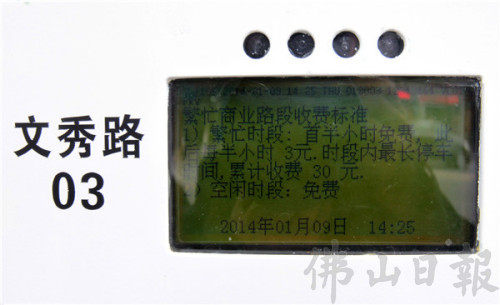 文秀路
03
繁忙商业路段收费标准
1) 繁忙时段: 首半小时免费, 此
后每半小时 3元.时段内最长停车
时间,累计收费 30 元.
) 空闲时段: 免费
2014年01月09日 14:25
佛山日報